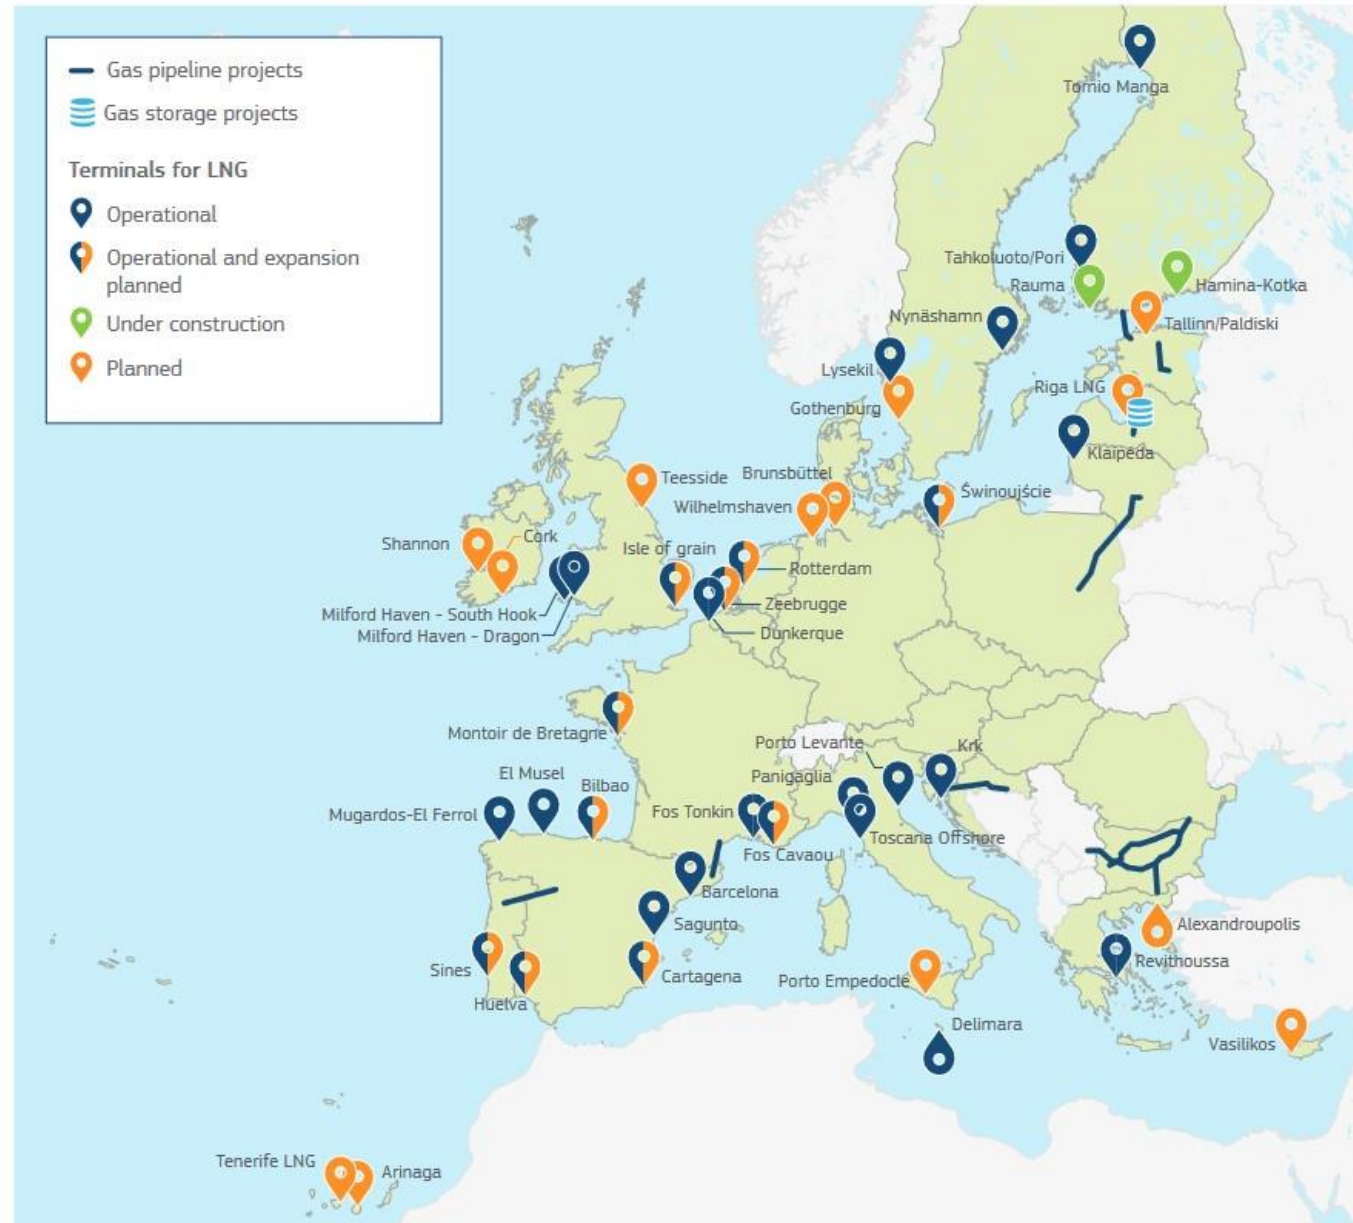 Gas pipeline projects
Gas storage projects
Terminals for LNG
Operational
Operational and expansion
planned
Under construction
Planned
Tornio Manga
Tahkoluoto/Pori
Rauma
Hamina-Kotka
Nynäshamn
Tallinn/Paldiski
Lysekil
Riga LNG
Gothenburg
Klaipeda
Teesside
Brunsbüttel
Wilhelmshaven
Świnoujście
Shannon
Cork
Isle of grain
Rotterdam
Zeebrugge
Milford Haven - South Hook
Milford Haven - Dragon
Dunkerque
Montoir de Bretagne
Porto Levante
Krk
El Musel
Bilbao
Panigaglia
Mugardos-El Ferrol
Fos Tonkin
Toscana Offshore
Fos Cavaou
Barcelona
Sagunto
Alexandroupolis
Revithoussa
Sines
Cartagena
Porto Empedocle
Huelva
Delimara
Vasilikos
Tenerife LNG
Arinaga